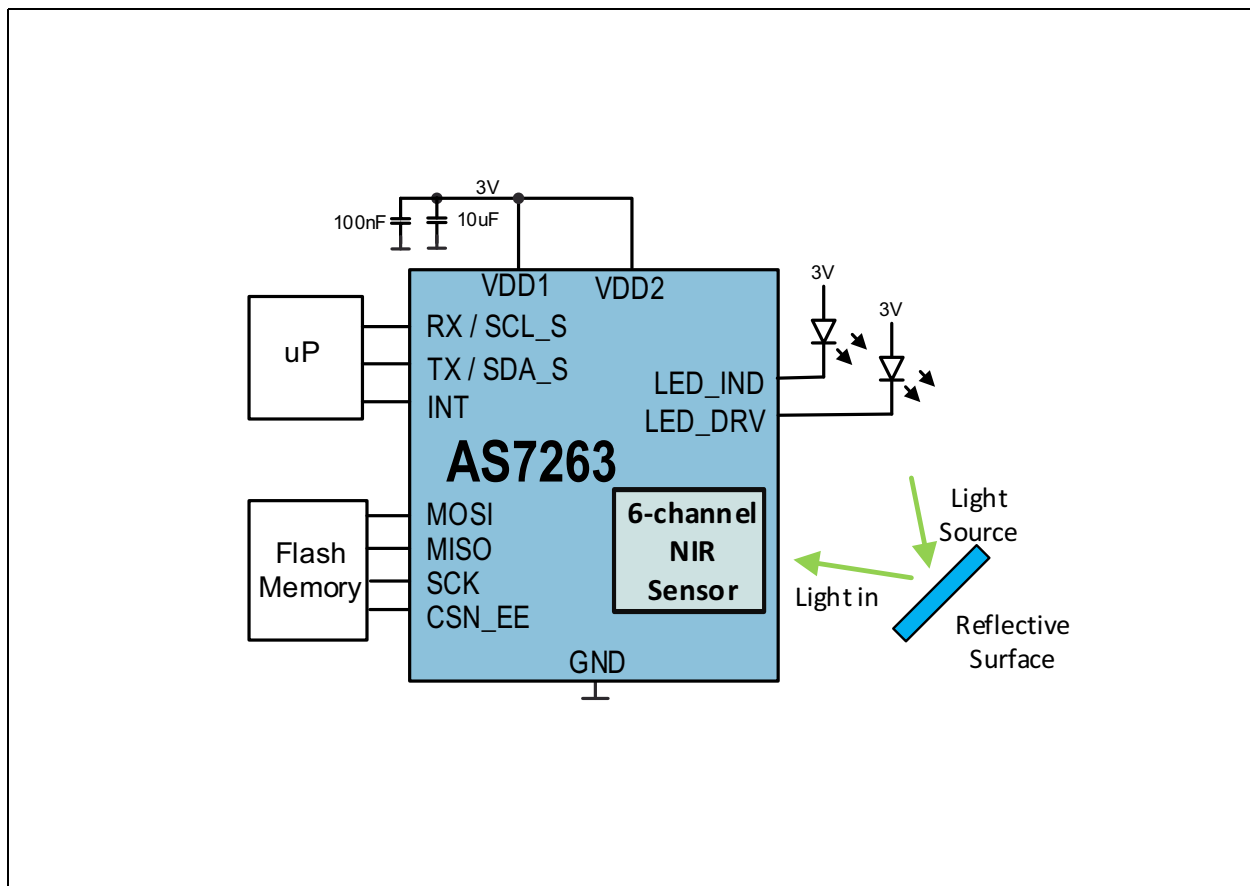 3V
100nF
10uF
VDD1
VDD2
3V
3V
uP
RX / SCL_S
TX / SDA_S
INT
LED_IND
LED_DRV
AS7263
Flash
Memory
MOSI
MISO
SCK
CSN_EE
6-channel
NIR
Sensor
Light
Source
Light in
Reflective
Surface
GND